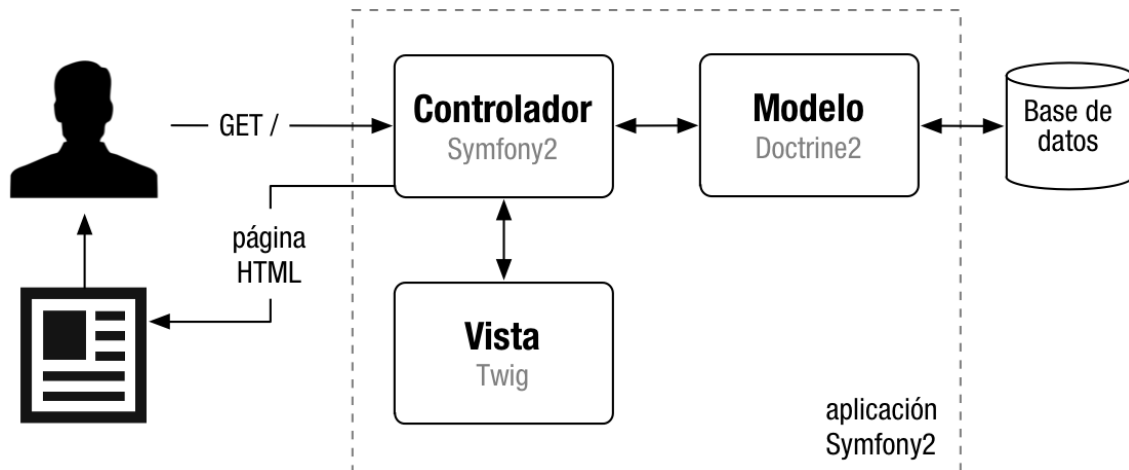 GET /
Controlador
Symfony2
Modelo
Doctrine2
Base de
datos
página
HTML
Vista
Twig
aplicación
Symfony2